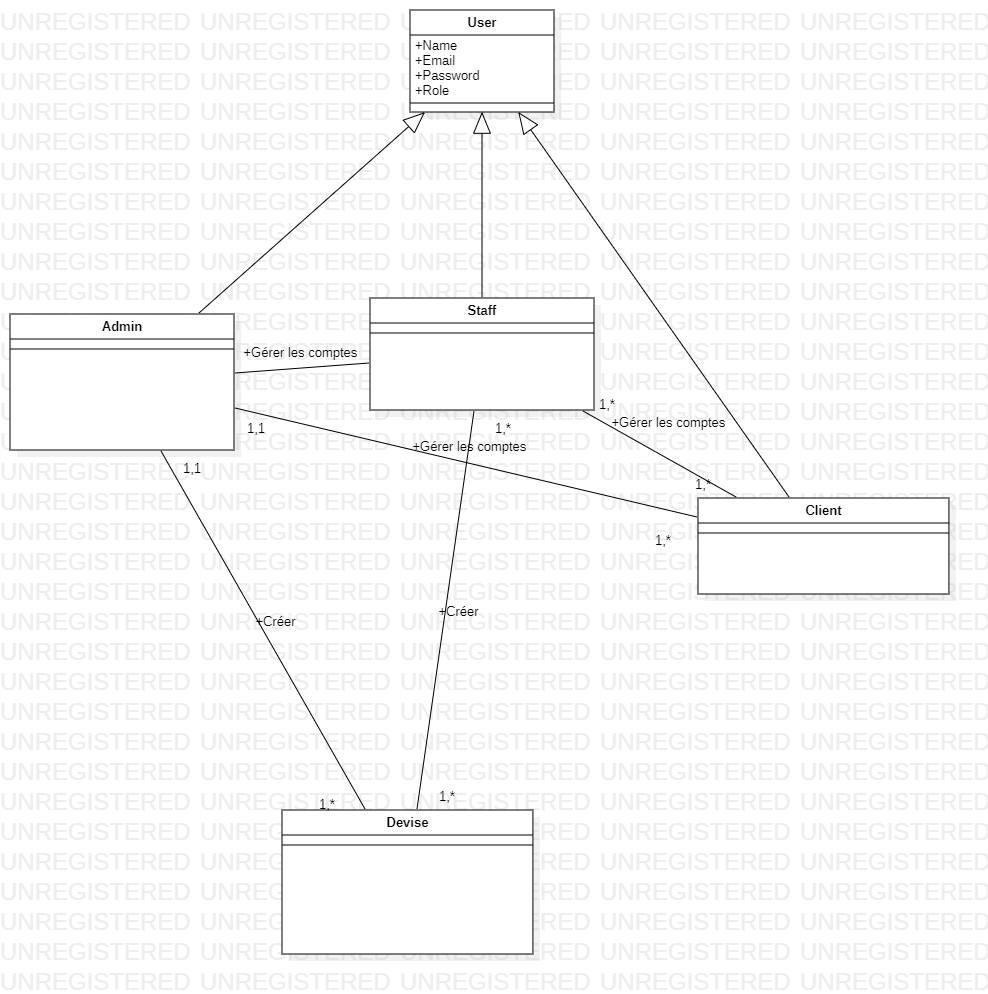 User
+Name
+Email
+Password
+Role
Staff
Admin
+Gérer les comptes
1,*
+Gérer les comptes
1,1
1,*
+Gérer les comptes
1,1
1,*
Client
1,*
+Créer
+Créer
1,*
1,*
Devise
UNREGISTERED